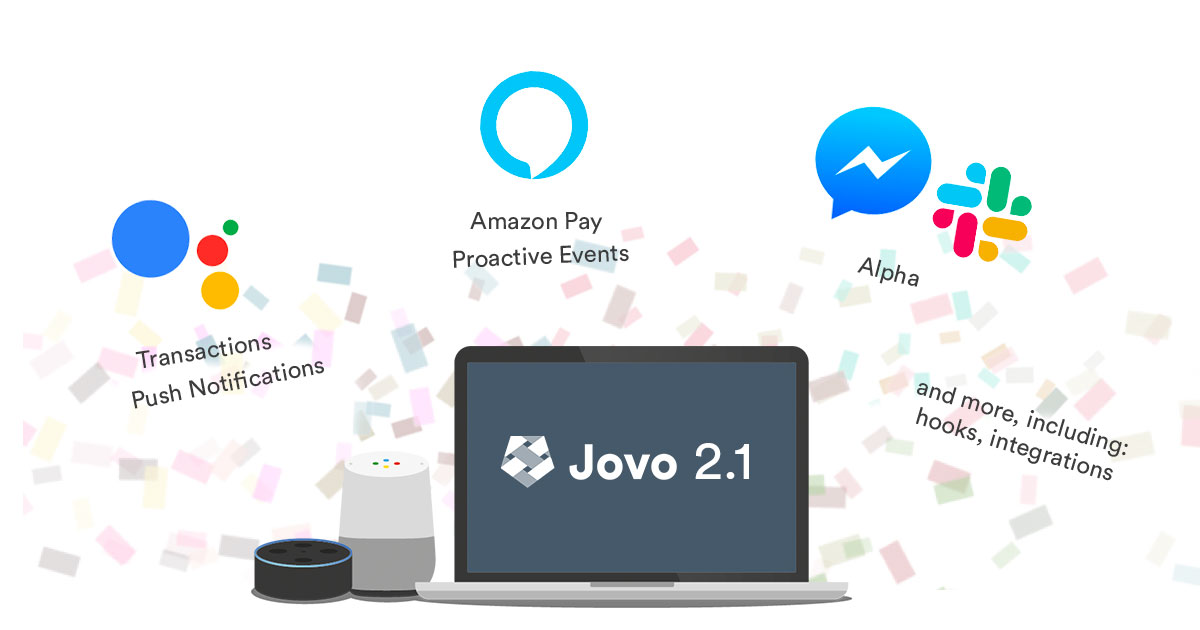 Amazon Pay
Proactive Events
Alpha
Transactions
Push Notifications
and more, including:
hooks, integrations
Jovo 2.1